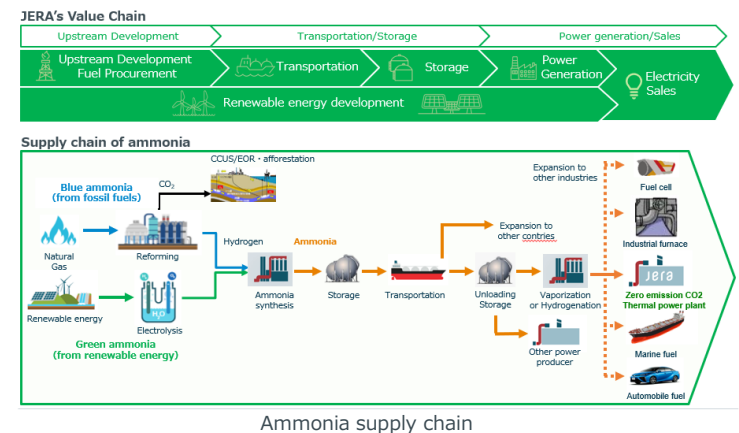 JERA's Value Chain
Upstream Development
Transportation/Storage
Power generation/Sales
Upstream Development
Fuel Procurement
Transportation
Storage
Power
Generation
Electricity
Sales
Renewable energy development
Supply chain of ammonia
CCUS/EOR・afforestation
Expansion to
other industries
Blue ammonia
(from fossil fuels)
CO2
Fuel cell
Hydrogen
Ammonia
Expansion to
other contries
Natural
Gas
Reforming
Industrial furnace
Jera
Ammonia
synthesis
Storage
Transportation
Unloading
Storage
Vaporization
or Hydrogenation
Zero emission CO2
Thermal power plant
Renewable energy
H2O
Electrolysis
Green ammonia
(from renewable energy)
Other power
producer
Marine fuel
Automobile fuel
Ammonia supply chain